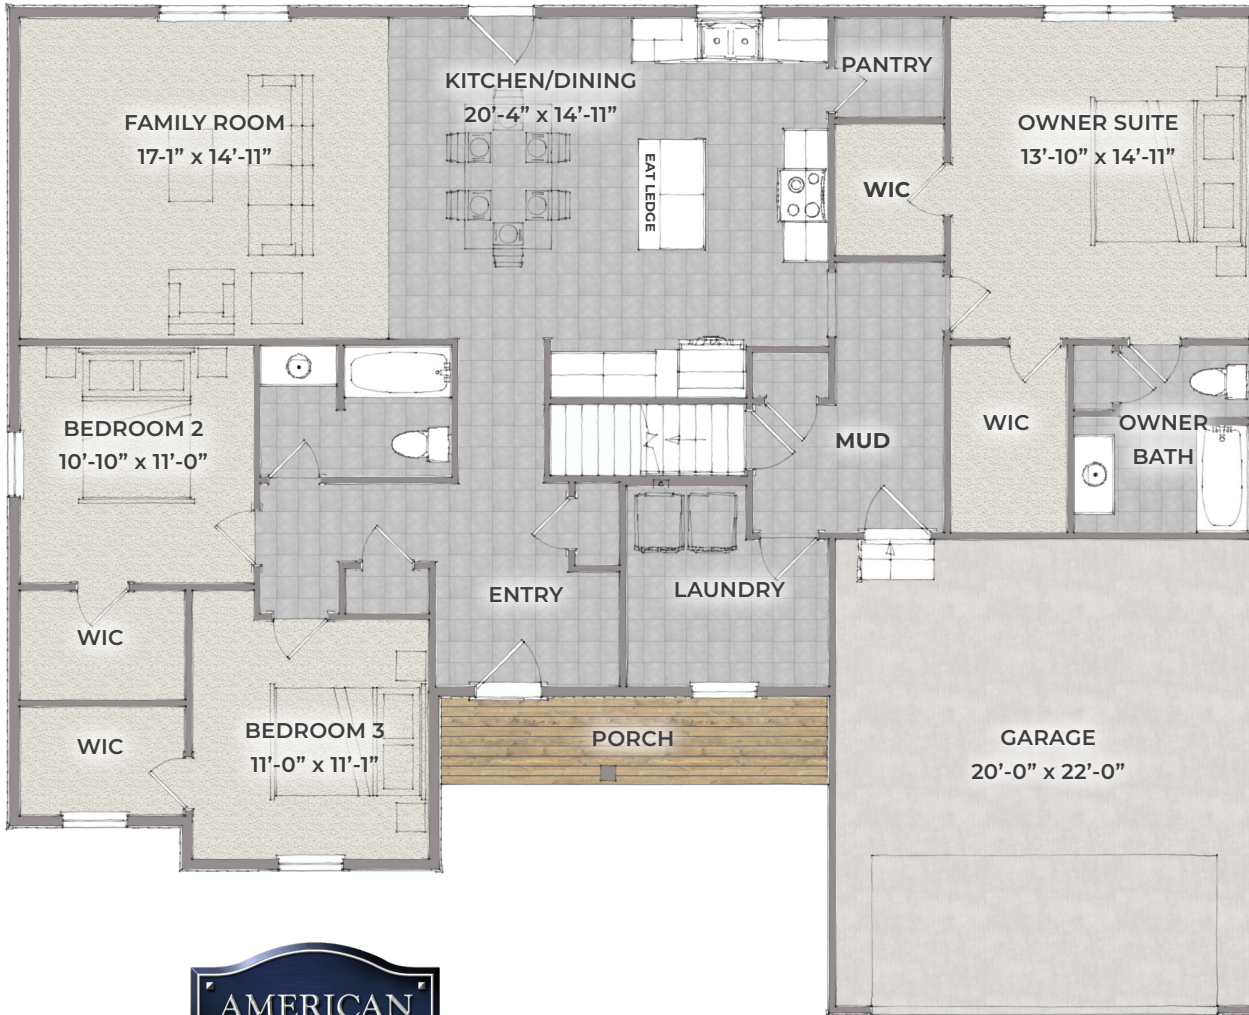 FAMILY ROOM
17-1” x 14’-11”
KITCHEN/DINING
20’-4” x 14’-11”
PANTRY
OWNER SUITE
13’-10” x 14’-11”
EAT LEDGE
WIC
BEDROOM 2
10’-10” x 11’-0”
MUD
WIC
OWNER
BATH
ENTRY
LAUNDRY
WIC
BEDROOM 3
11’-0” x 11’-1”
WIC
PORCH
GARAGE
20’-0” x 22’-0”
AMERICAN